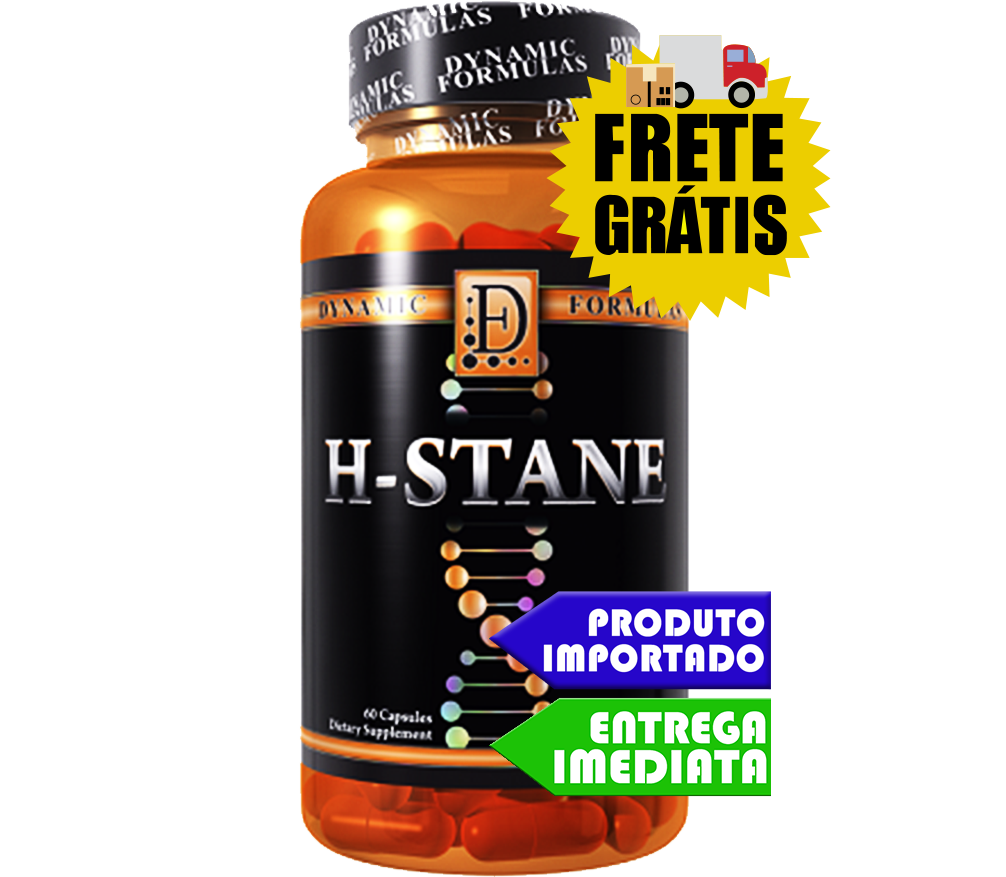 DYNAMIC
FORMULAS
DYNAMIC
FORMULAS
FRETE
GRÁTIS
DYNAMIC FORMULAS
D
H-STANE
60 Capsules
Dietary Supplement
PRODUTO
IMPORTADO
ENTREGA
IMEDIATA